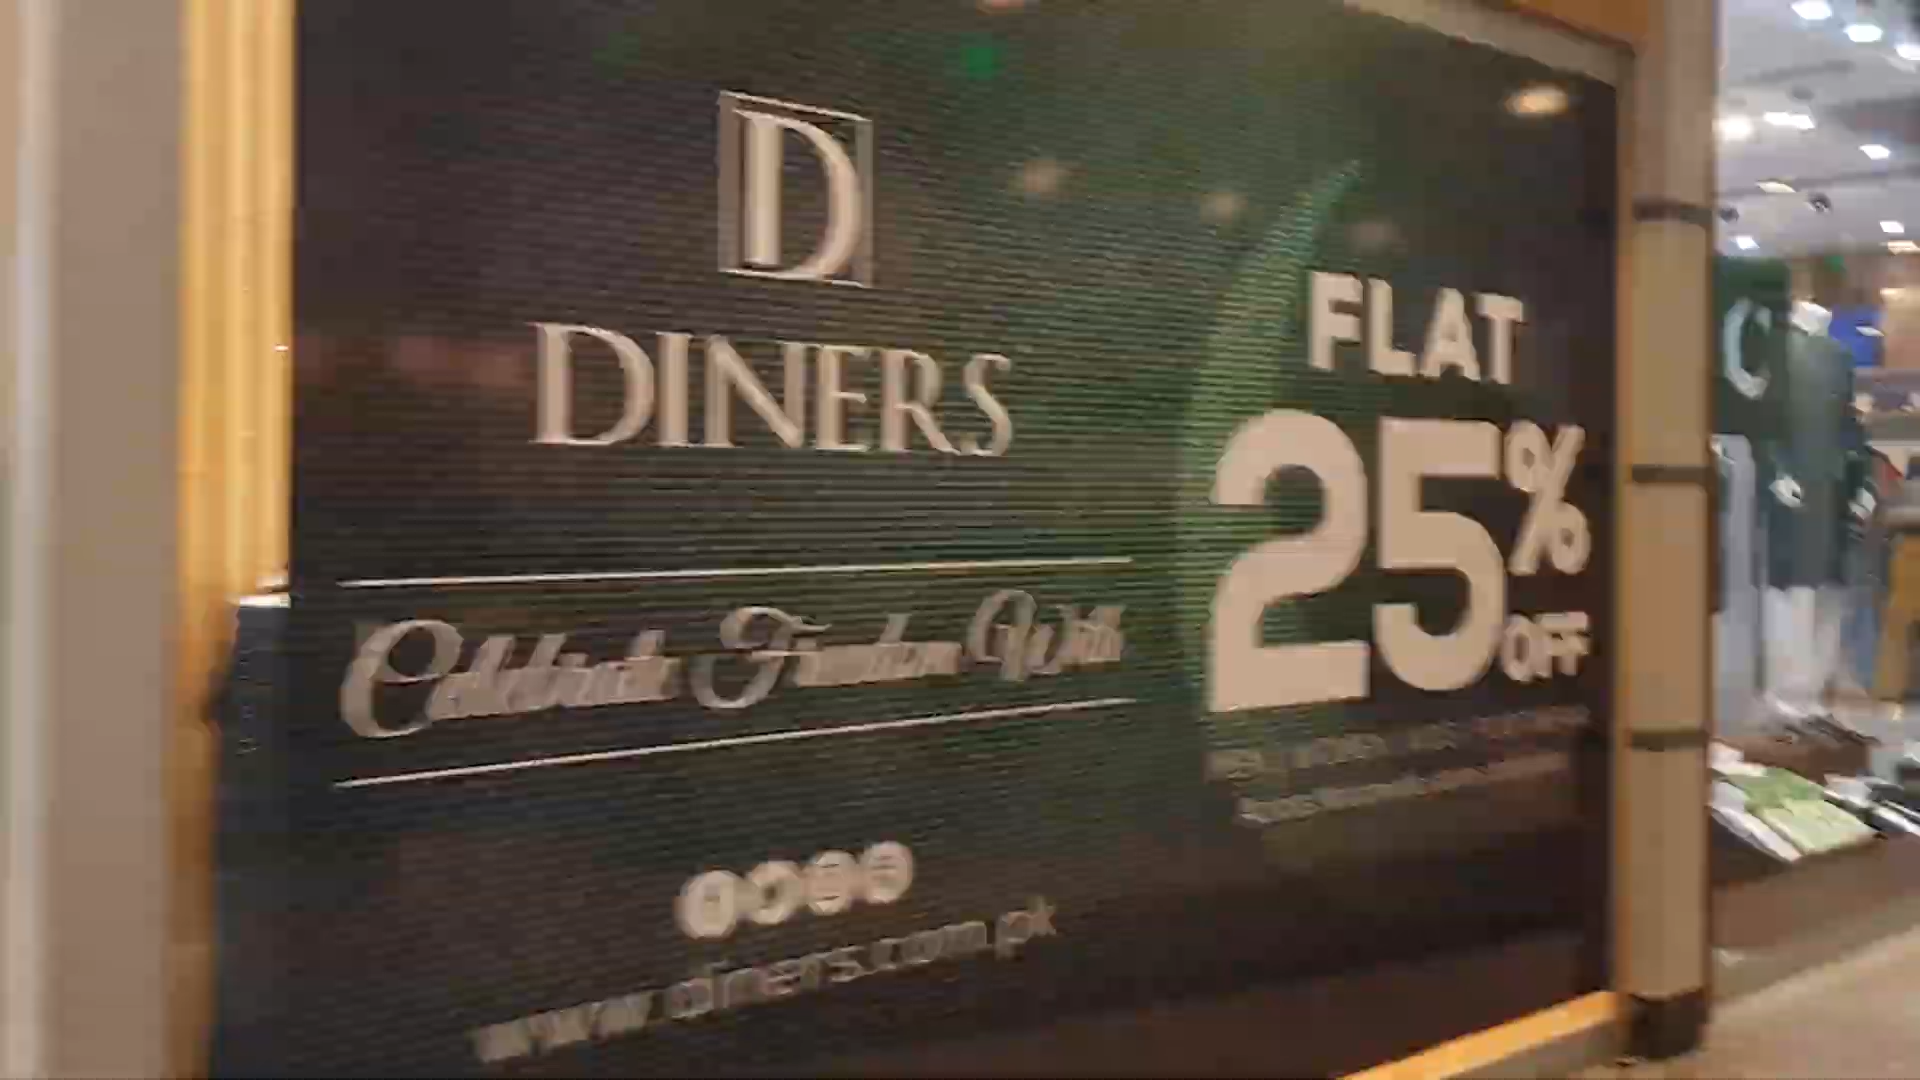 D
DINERS
Celebrate Freedom With
FLAT
25%
OFF
www.diners.com.pk